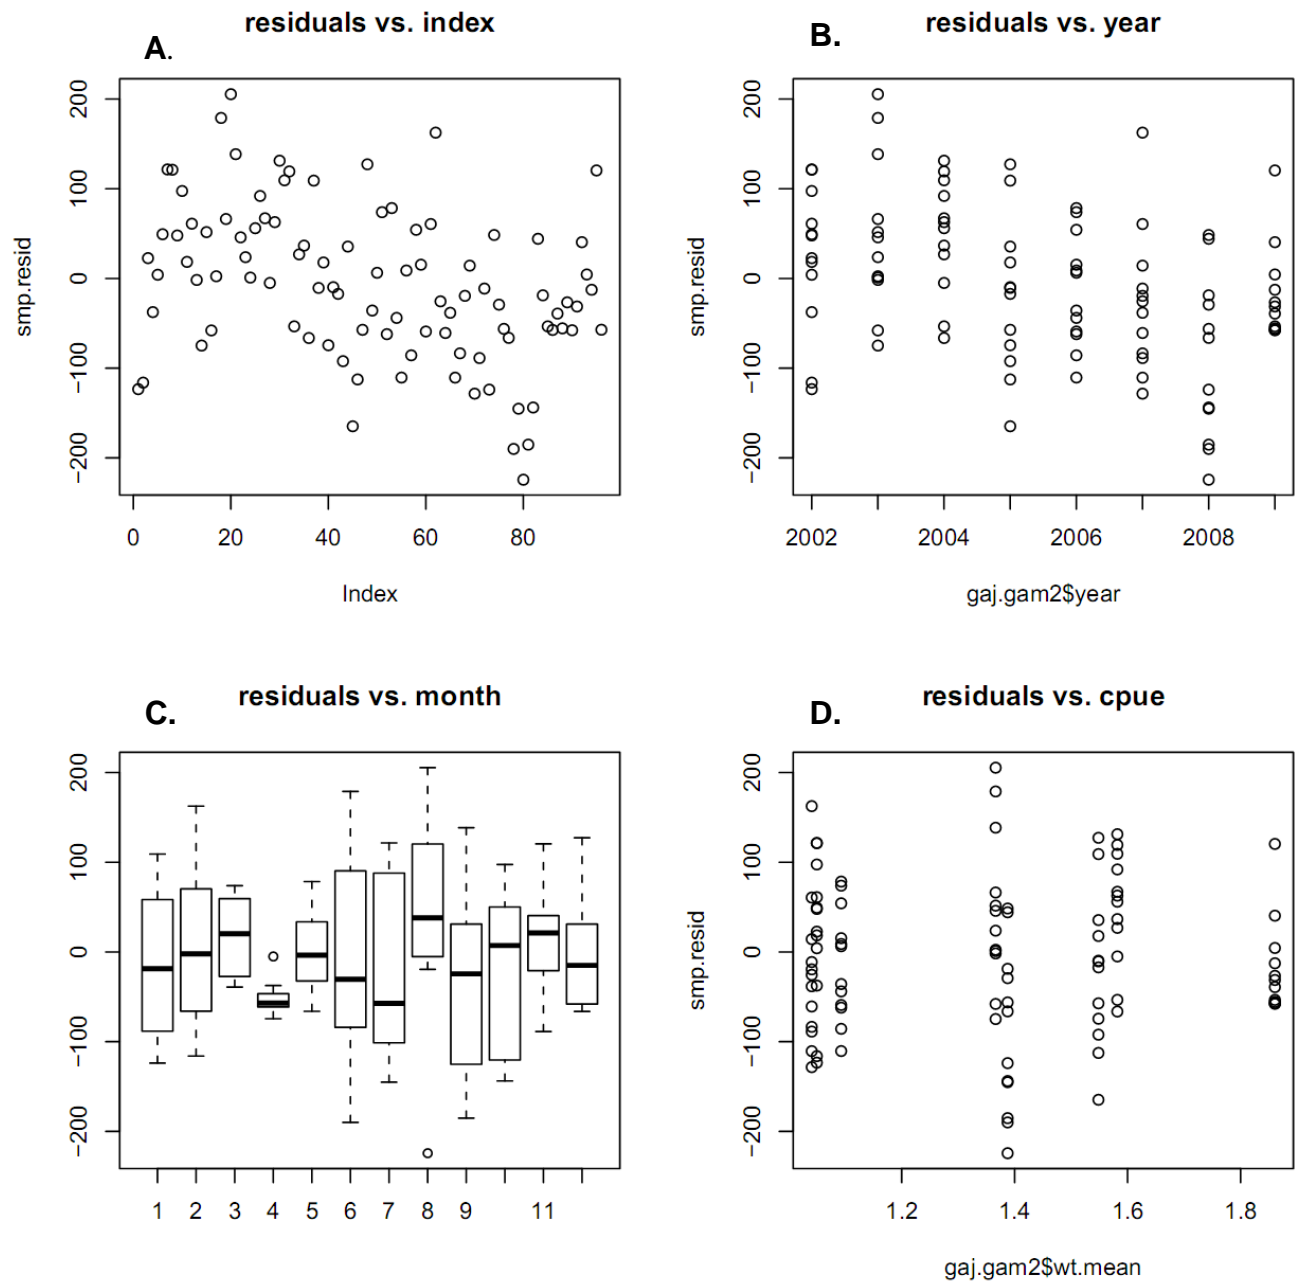 A.
residuals vs. index
smp.resid
200
100
0
−100
−200
0 20 40 60 80
Index
B.
residuals vs. year
smp.resid
200
100
0
−100
−200
2002 2004 2006 2008
gaj.gam2$year
C.
residuals vs. month
200
100
0
−100
−200
1 2 3 4 5 6 7 8 9 11
D.
residuals vs. cpue
smp.resid
200
100
0
−100
−200
1.2 1.4 1.6 1.8
gaj.gam2$wt.mean